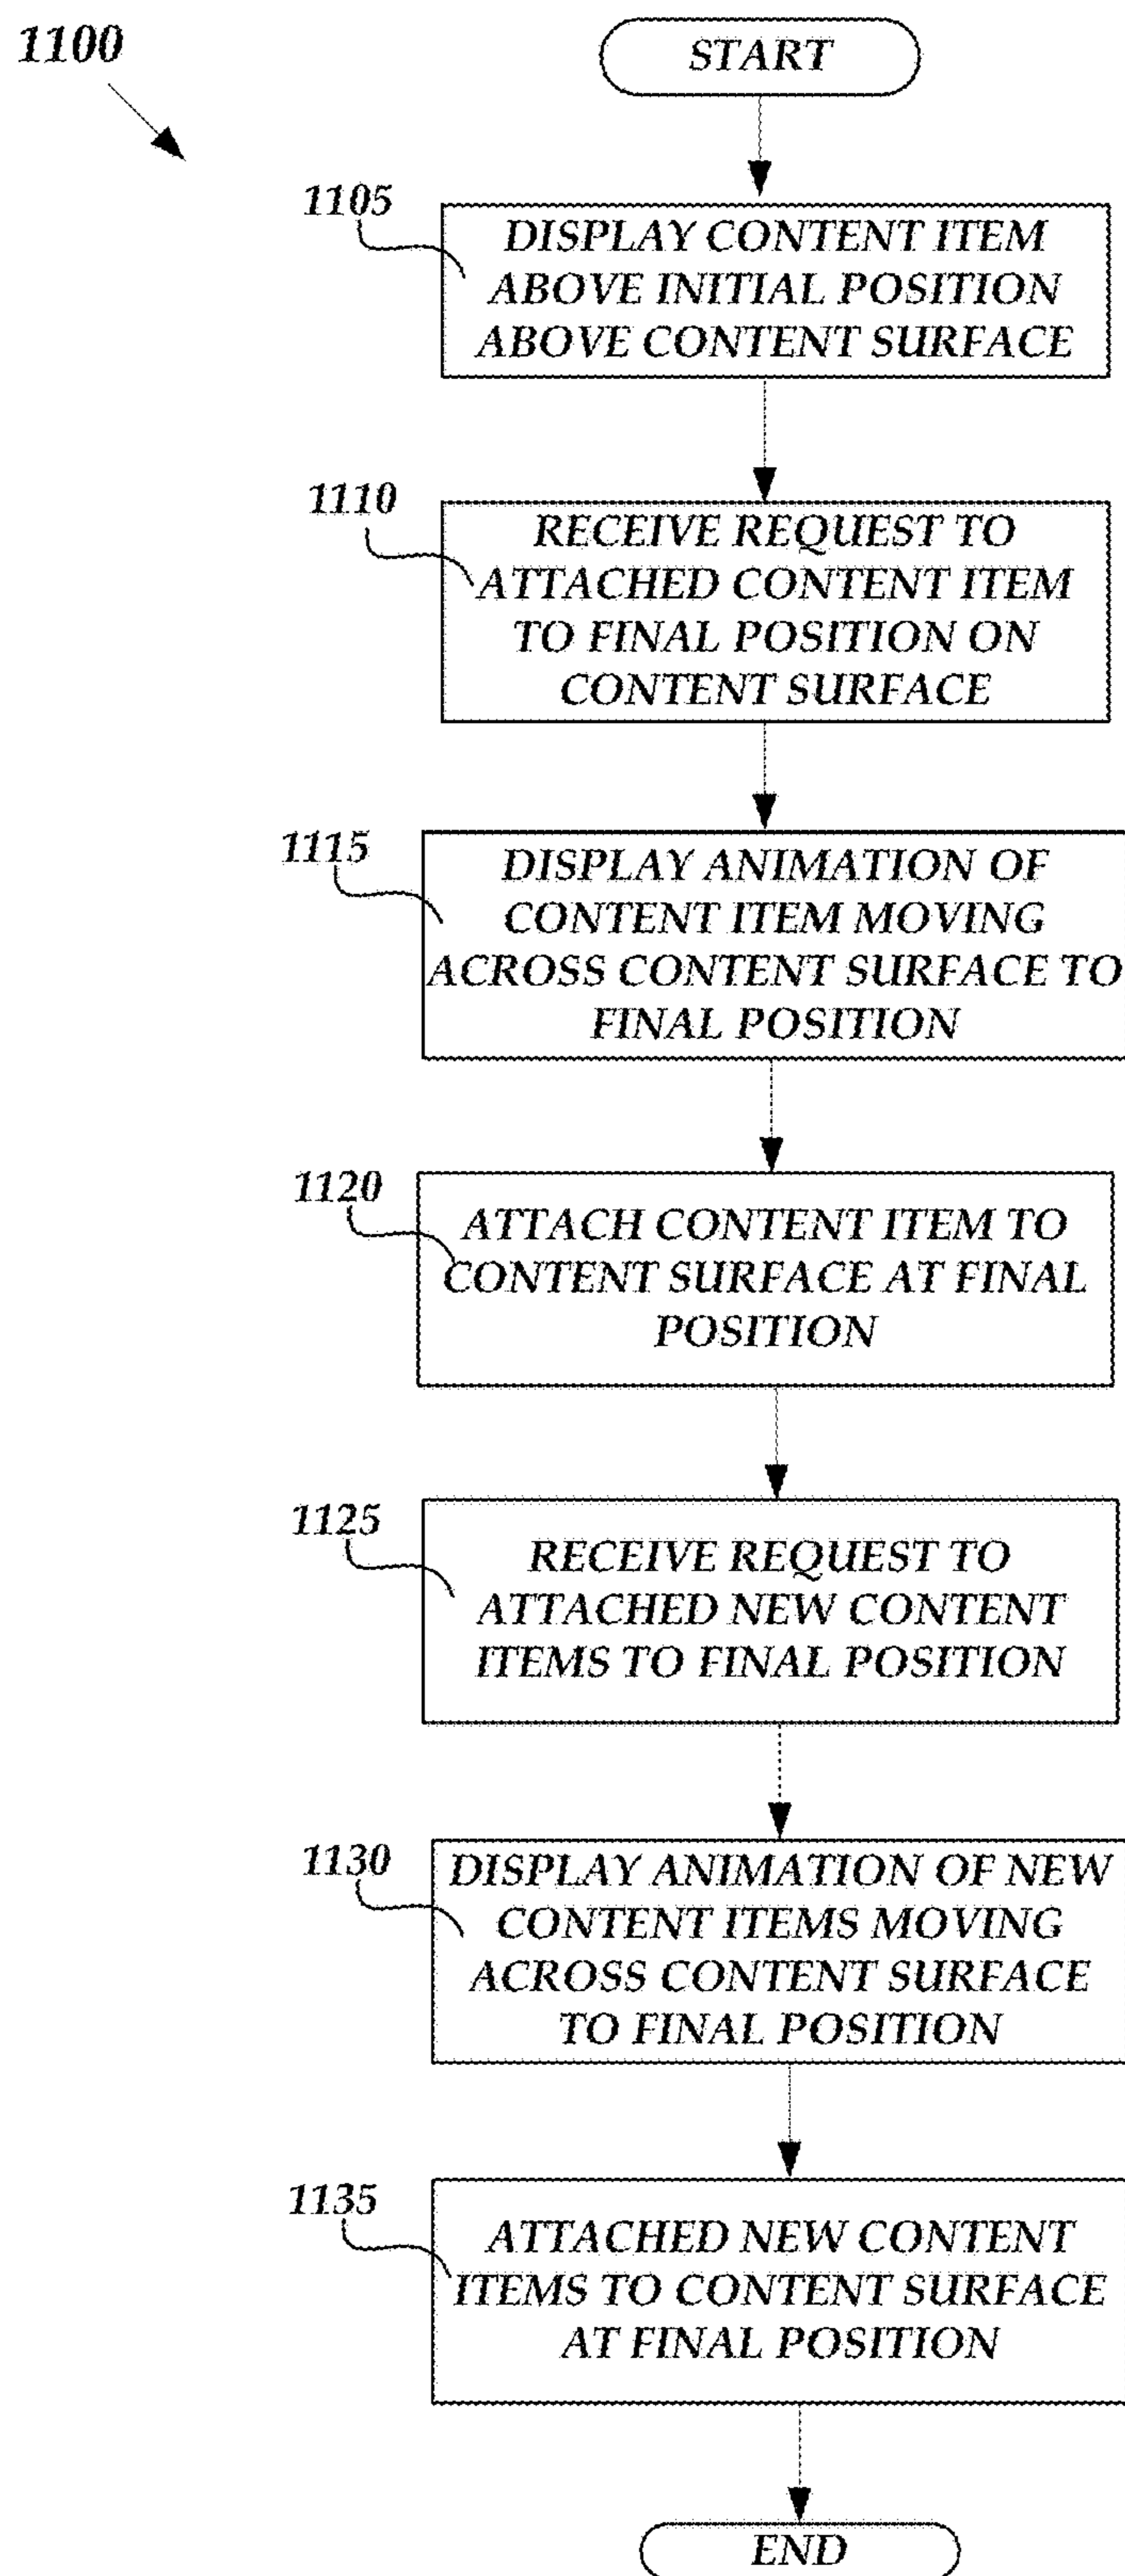 1100
START
1105
DISPLAY CONTENT ITEM
ABOVE INITIAL POSITION
ABOVE CONTENT SURFACE
1110
RECEIVE REQUEST TO
ATTACHED CONTENT ITEM
TO FINAL POSITION ON
CONTENT SURFACE
1115
DISPLAY ANIMATION OF
CONTENT ITEM MOVING
ACROSS CONTENT SURFACE TO
FINAL POSITION
1120
ATTACH CONTENT ITEM TO
CONTENT SURFACE AT FINAL
POSITION
1125
RECEIVE REQUEST TO
ATTACHED NEW CONTENT
ITEMS TO FINAL POSITION
1130
DISPLAY ANIMATION OF NEW
CONTENT ITEMS MOVING
ACROSS CONTENT SURFACE
TO FINAL POSITION
1135
ATTACHED NEW CONTENT
ITEMS TO CONTENT SURFACE
AT FINAL POSITION
END